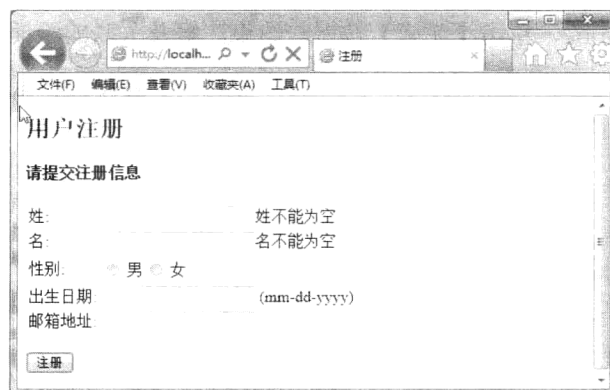 http://localh...
注册
文件(F) 编辑(E) 查看(V) 收藏夹(A) 工具(T)
用户注册
请提交注册信息
姓: 姓不能为空
名: 名不能为空
性别: 男 女
出生日期: (mm-dd-yyyy)
邮箱地址:
注册